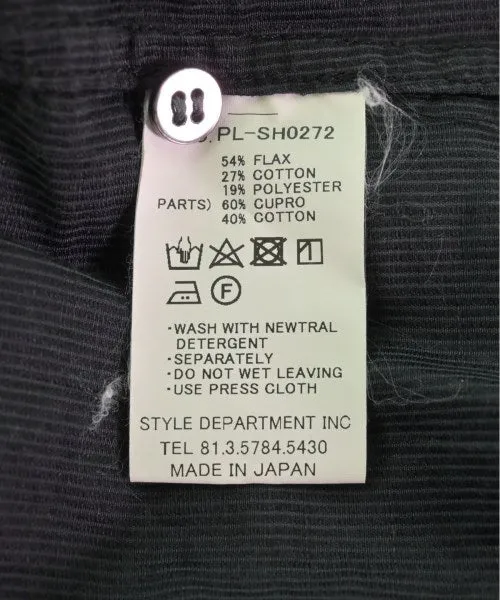 PL-SH0272
54% FLAX
27% COTTON
19% POLYESTER
PARTS) 60% CUPRO
40% COTTON
F
·WASH WITH NEWTRAL
DETERGENT
·SEPARATELY
·DO NOT WET LEAVING
·USE PRESS CLOTH
STYLE DEPARTMENT INC
TEL 81.3.5784.5430
MADE IN JAPAN